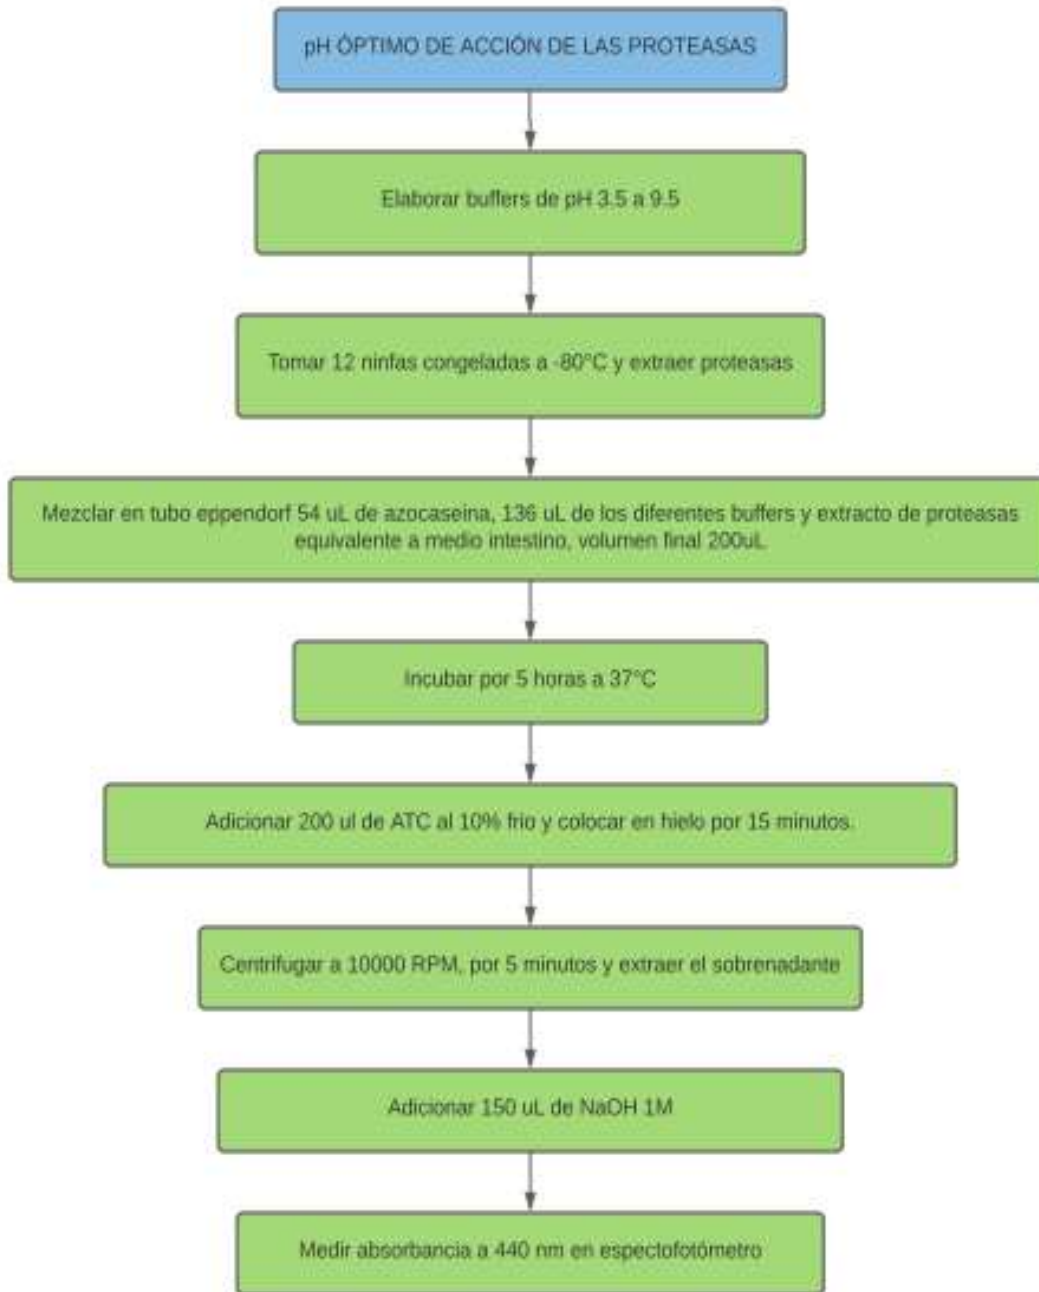 pH ÓPTIMO DE ACCIÓN DE LAS PROTEASAS
Elaborar buffers de pH 3.5 a 9.5
Tomar 12 ninfas congeladas a -80°C y extraer proteasas
Mezclar en tubo eppendorf 54 uL de azocaseina, 136 uL de los diferentes buffers y extracto de proteasas
equivalente a medio intestino, volumen final 200uL
Incubar por 5 horas a 37°C
Adicionar 200 ul de ATC al 10% frio y colocar en hielo por 15 minutos.
Centrifugar a 10000 RPM, por 5 minutos y extraer el sobrenadante
Adicionar 150 uL de NaOH 1M
Medir absorbancia a 440 nm en espectofotómetro